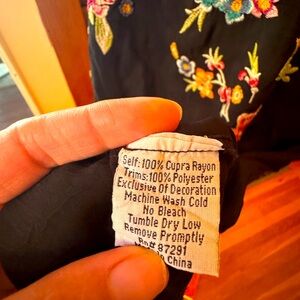 Self:100% Cupra Rayon
Trims:100% Polyester
Exclusive Of Decoration
Machine Wash Cold
No Bleach
Tumble Dry Low
Remove Promptly
87291
China